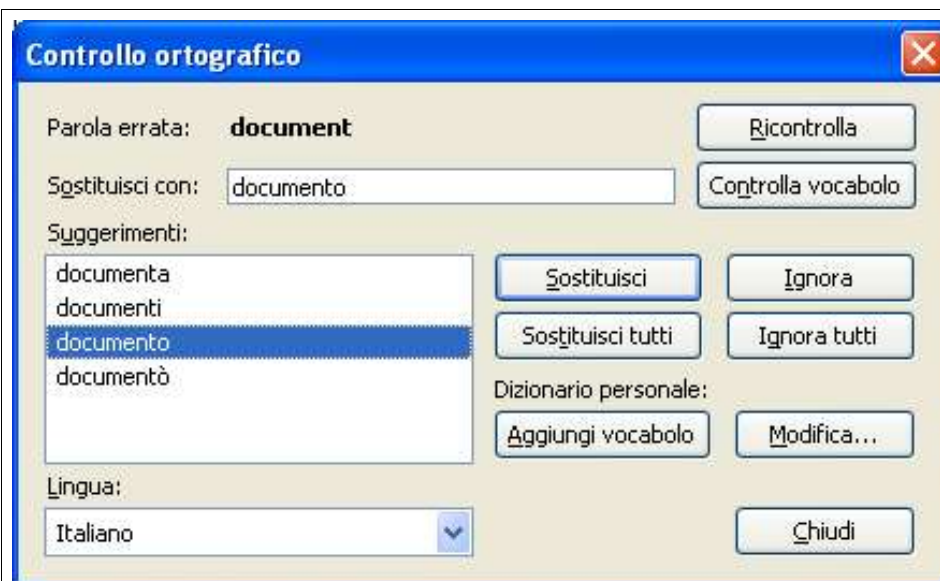 Controllo ortografico
Parola errata: document Ricontrolla
Sostituisci con: documento Controlla vocabolo
Suggerimenti:
documenta Sostituisci Ignora
documenti
documento Sostituisci tutti Ignora tutti
documentò
Dizionario personale:
Aggiungi vocabolo Modifica...
Lingua:
Italiano Chiudi